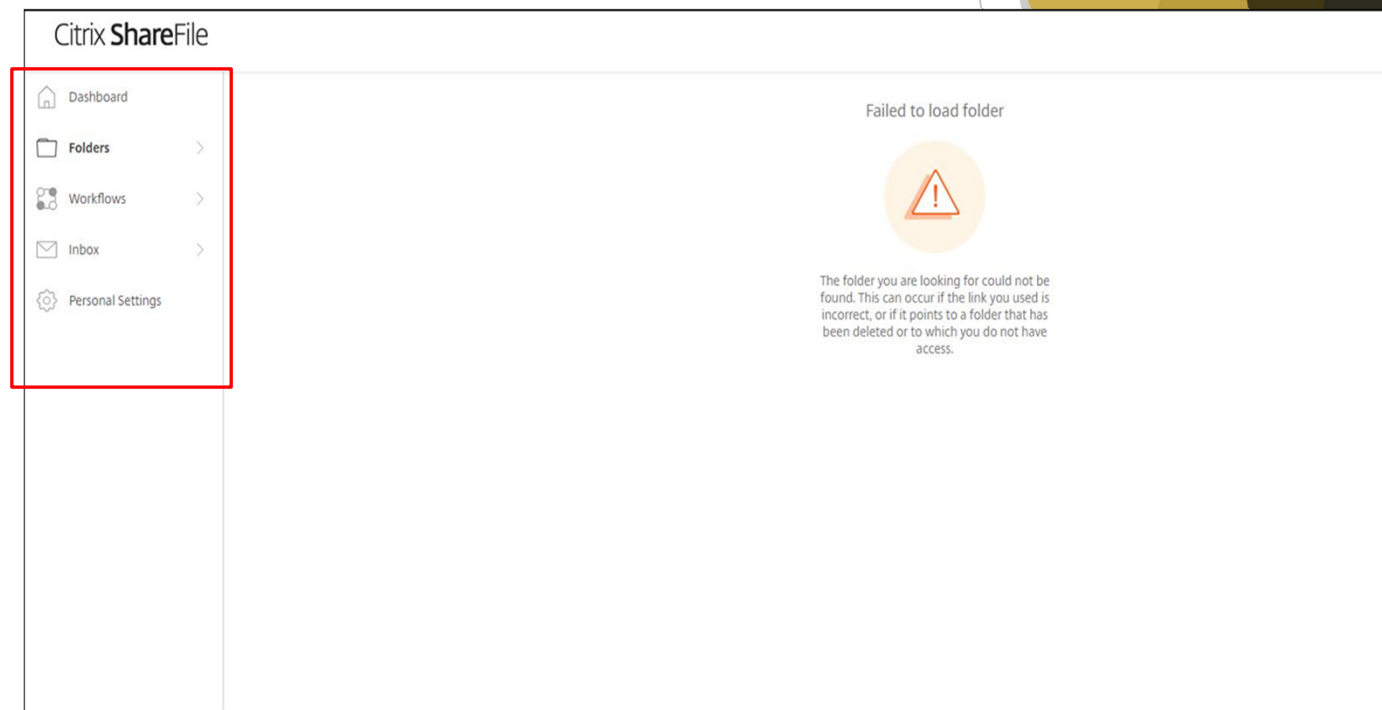 Citrix ShareFile
Dashboard
Folders
Workflows
Inbox
Personal Settings
Failed to load folder
The folder you are looking for could not be
found. This can occur if the link you used is
incorrect, or if it points to a folder that has
been deleted or to which you do not have
access.